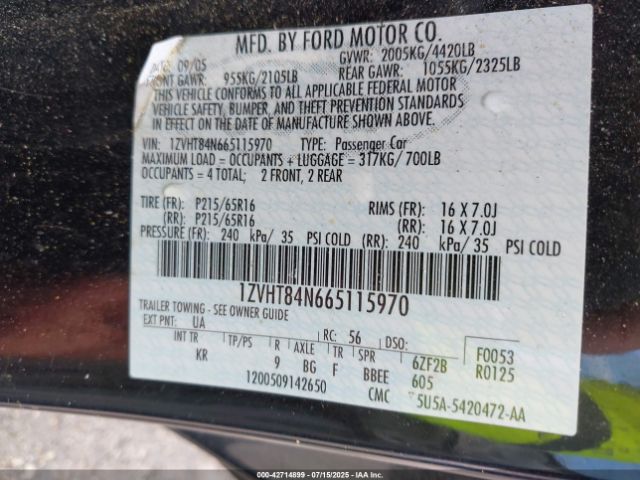 MFD. BY FORD MOTOR CO.
09/05 GVWR: 2005KG/4420LB
FRONT GAWR: 955KG/2105LB REAR GAWR: 1055KG/2325LB
THIS VEHICLE CONFORMS TO ALL APPLICABLE FEDERAL MOTOR
VEHICLE SAFETY, BUMPER, AND THEFT PREVENTION STANDARDS
IN EFFECT ON THE DATE OF MANUFACTURE SHOWN ABOVE.
VIN: 1ZVHT84N665115970 TYPE: Passenger Car
MAXIMUM LOAD = OCCUPANTS + LUGGAGE = 317KG/ 700LB
OCCUPANTS = 4 TOTAL; 2 FRONT, 2 REAR
TIRE (FR): P215/65R16 RIMS (FR): 16 X 7.0J
(RR): P215/65R16 (RR): 16 X 7.0J
PRESSURE (FR): 240 kPa/ 35 PSI COLD (RR): 240 kPa/ 35 PSI COLD
1ZVHT84N665115970
TRAILER TOWING - SEE OWNER GUIDE
EXT PNT: UA RC: 56 DSO: F0053
INT TR TP/PS R AXLE TR SPR 6ZF2B R0125
KR 9 BG F BBEE 605
1200509142650 CMC 5U5A-5420472-AA
000-42714899 07/15/2025 IAAI.com